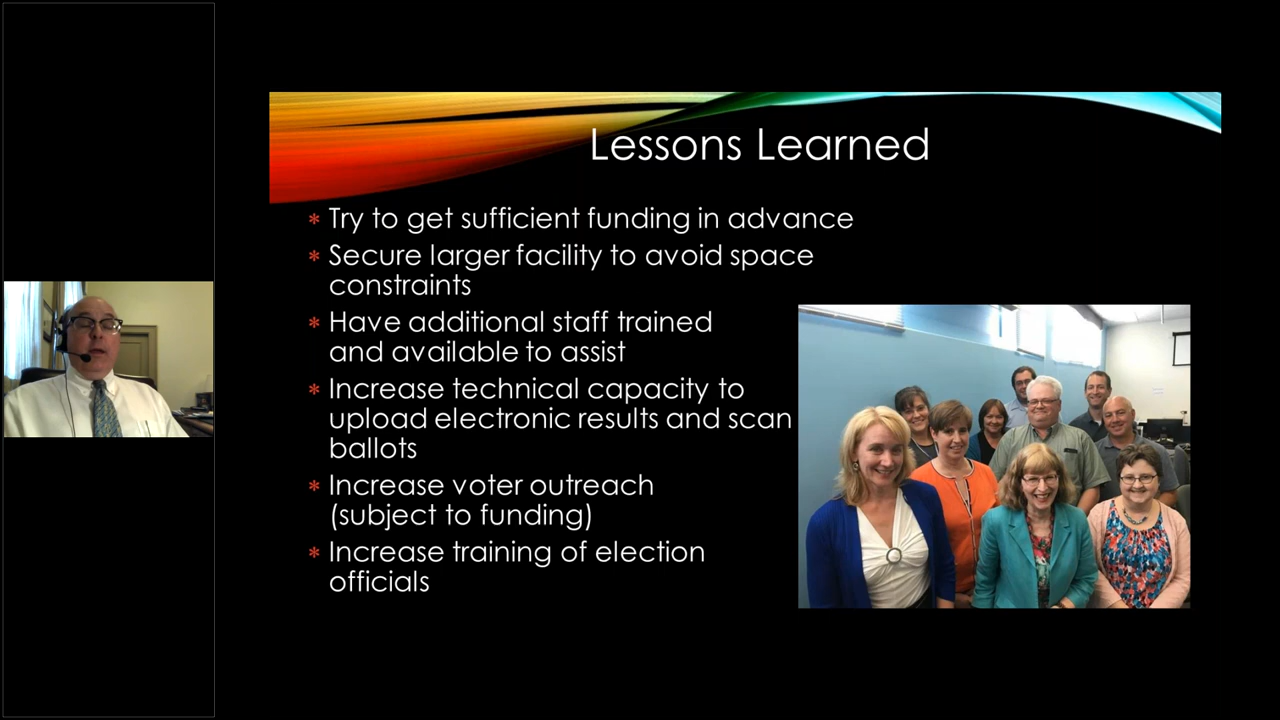 Lessons Learned
* Try to get sufficient funding in advance
* Secure larger facility to avoid space
constraints
* Have additional staff trained
and available to assist
* Increase technical capacity to
upload electronic results and scan
ballots
* Increase voter outreach
(subject to funding)
* Increase training of election
officials